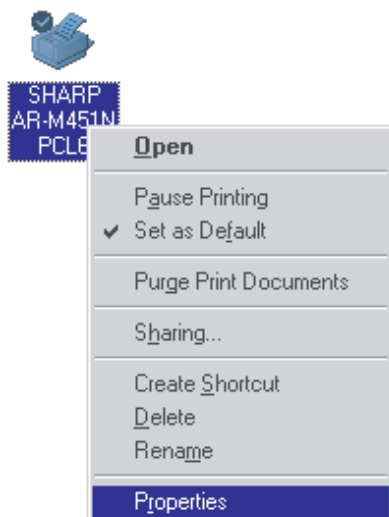 SHARP
AR-M451N
PCL6
Open
Pause Printing
Set as Default
Purge Print Documents
Sharing...
Create Shortcut
Delete
Rename
Properties